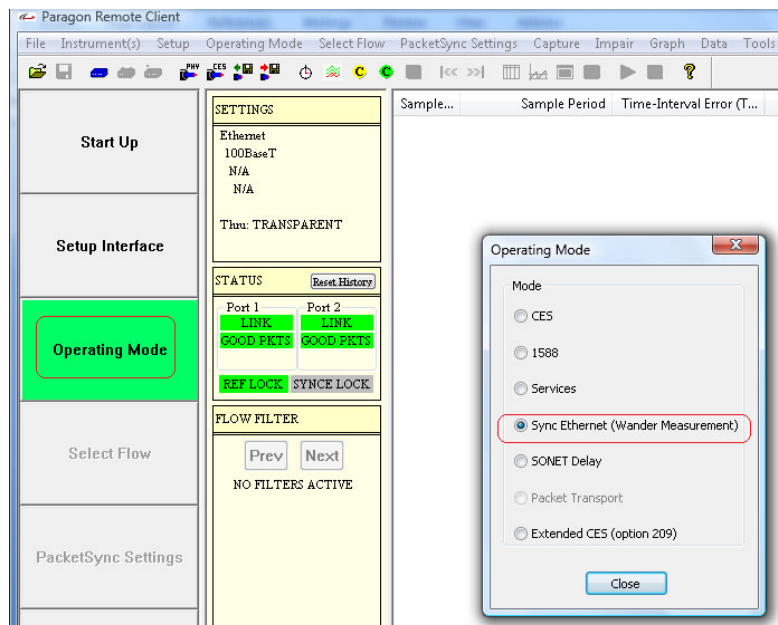 Paragon Remote Client
File Instrument(s) Setup Operating Mode Select Flow PacketSync Settings Capture Impair Graph Data Tools
PHY CES C C ?
Start Up
Setup Interface
Operating Mode
Select Flow
PacketSync Settings
SETTINGS
Ethernet
100BaseT
N/A
N/A
Thru: TRANSPARENT
STATUS Reset History
Port 1 Port 2
LINK LINK
GOOD PKTS GOOD PKTS
REF LOCK SYNCE LOCK
FLOW FILTER
Prev Next
NO FILTERS ACTIVE
Sample... Sample Period Time-Interval Error (T...
Operating Mode
Mode
CES
1588
Services
Sync Ethernet (Wander Measurement)
SONET Delay
Packet Transport
Extended CES (option 209)
Close